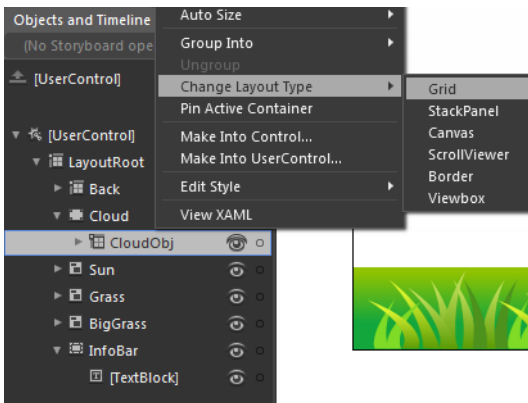 Objects and Timeline
(No Storyboard ope
[UserControl]
[UserControl]
LayoutRoot
Back
Cloud
CloudObj
Sun
Grass
BigGrass
InfoBar
[TextBlock]
Auto Size
Group Into
Ungroup
Change Layout Type
Pin Active Container
Make Into Control...
Make Into UserControl...
Edit Style
View XAML
Grid
StackPanel
Canvas
ScrollViewer
Border
Viewbox